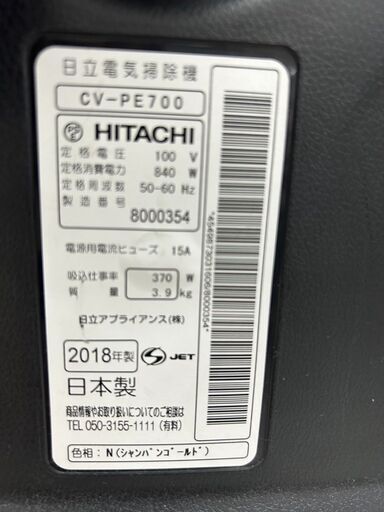 日立電気掃除機
CV-PE700
PS E HITACHI
定格電圧 100 V
定格消費電力 840 W
定格周波数 50-60 Hz
製造番号 8000354
電源用電流ヒューズ 15A
吸込仕事率 370 W
質量 3.9 kg
日立アプライアンス(株)
2018年製 S JET
日本製
商品情報やお取り扱いについてのご相談は
TEL 050-3155-1111 (有料)
色相：N(シャンパンゴールド)